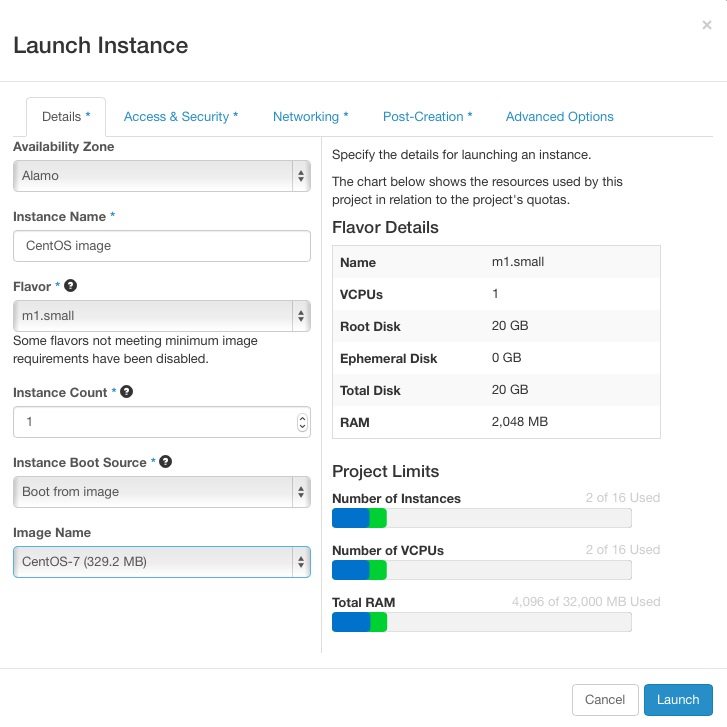 ×
Launch Instance
Details *
Access & Security *
Networking *
Post-Creation *
Advanced Options
Availability Zone
Alamo
Instance Name *
CentOS image
Flavor * ?
m1.small
Some flavors not meeting minimum image
requirements have been disabled.
Instance Count * ?
1
Instance Boot Source * ?
Boot from image
Image Name
CentOS-7 (329.2 MB)
Specify the details for launching an instance.
The chart below shows the resources used by this
project in relation to the project's quotas.
Flavor Details
Name m1.small
VCPUs 1
Root Disk 20 GB
Ephemeral Disk 0 GB
Total Disk 20 GB
RAM 2,048 MB
Project Limits
Number of Instances 2 of 16 Used
Number of VCPUs 2 of 16 Used
Total RAM 4,096 of 32,000 MB Used
Cancel
Launch